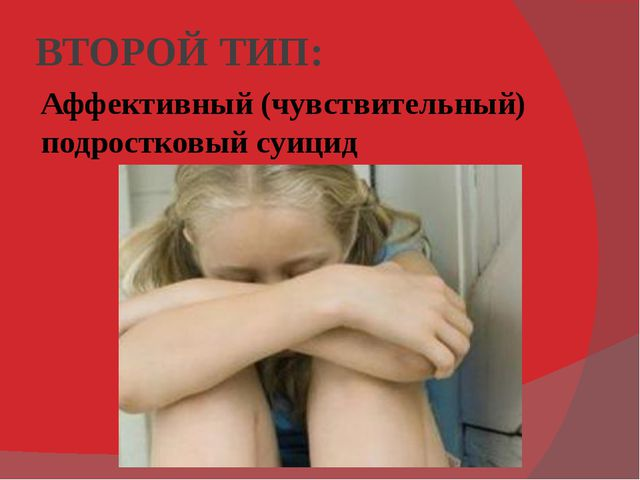 ВТОРОЙ ТИП:
Аффективный (чувствительный)
подростковый суицид